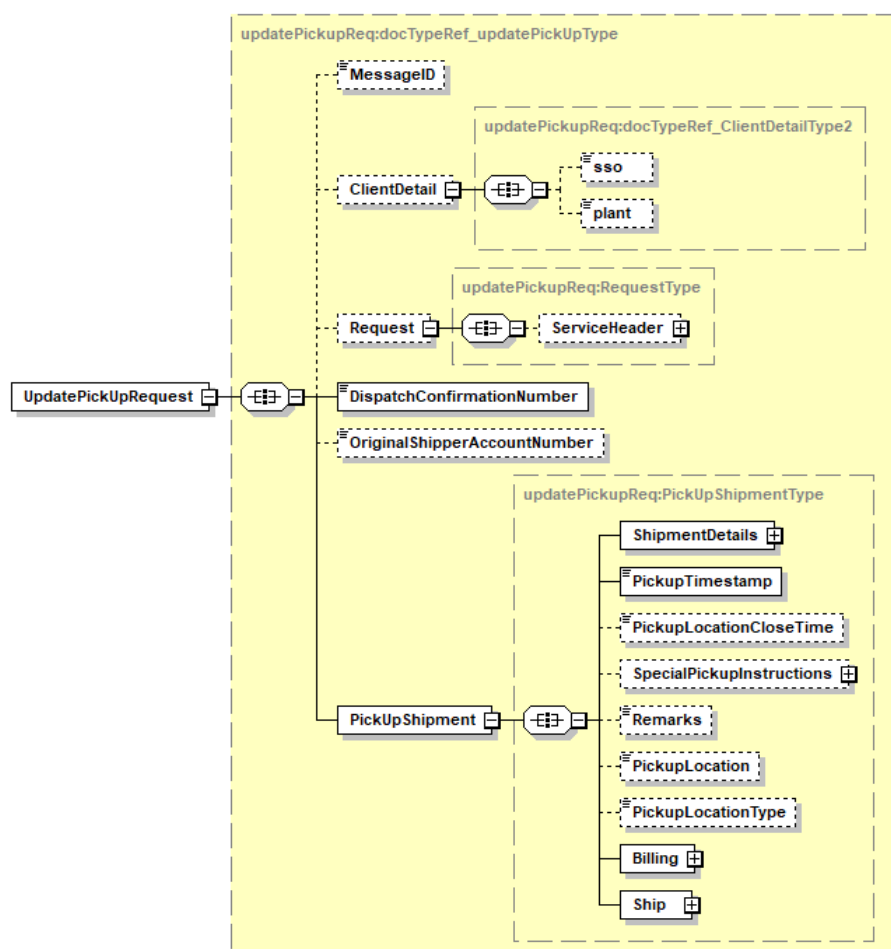 updatePickupReq:docTypeRef_updatePickUpType
MessageID
updatePickupReq:docTypeRef_ClientDetailType2
sso
ClientDetail
plant
updatePickupReq:RequestType
Request
ServiceHeader
UpdatePickUpRequest
DispatchConfirmationNumber
OriginalShipperAccountNumber
updatePickupReq:PickUpShipmentType
ShipmentDetails
PickupTimestamp
PickupLocationCloseTime
SpecialPickupInstructions
PickUpShipment
Remarks
PickupLocation
PickupLocationType
Billing
Ship